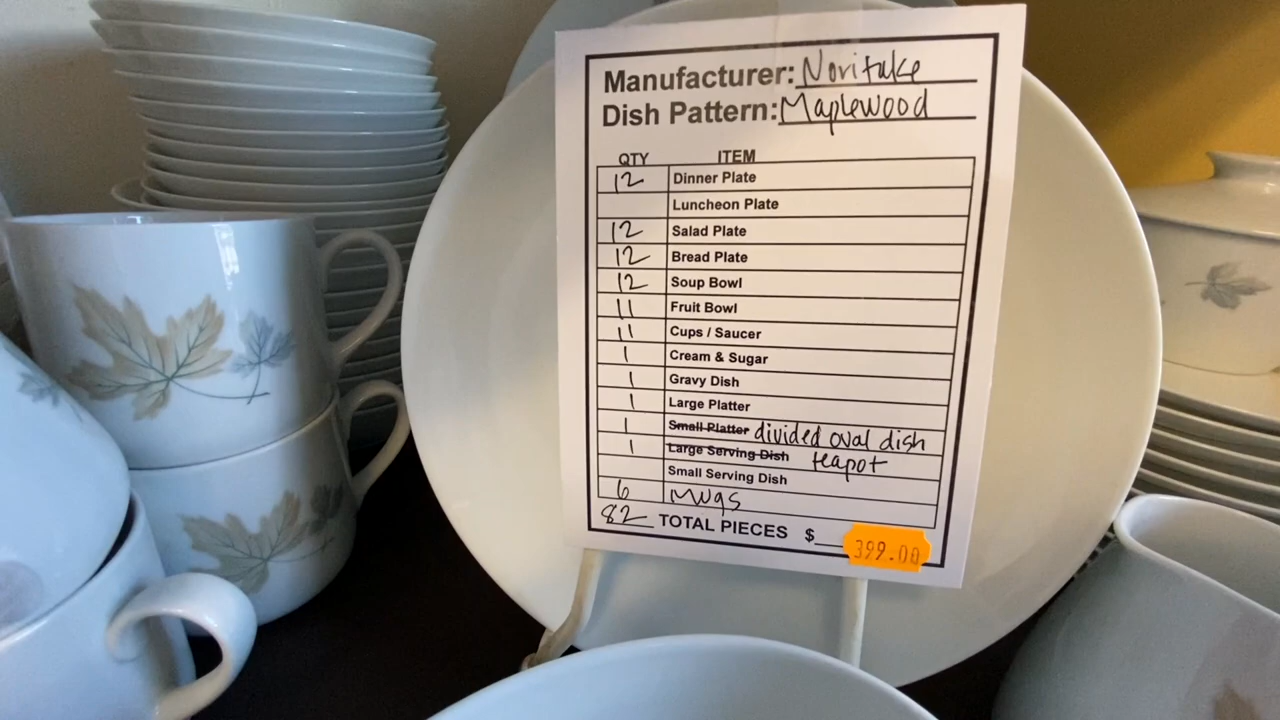 Manufacturer: Noritake
Dish Pattern: Maplewood
QTY ITEM
12 Dinner Plate
Luncheon Plate
12 Salad Plate
12 Bread Plate
12 Soup Bowl
11 Fruit Bowl
11 Cups / Saucer
1 Cream & Sugar
1 Gravy Dish
1 Large Platter
1 Small Platter divided oval dish
1 Large Serving Dish teapot
Small Serving Dish
6 Mugs
82 TOTAL PIECES $ 399.00